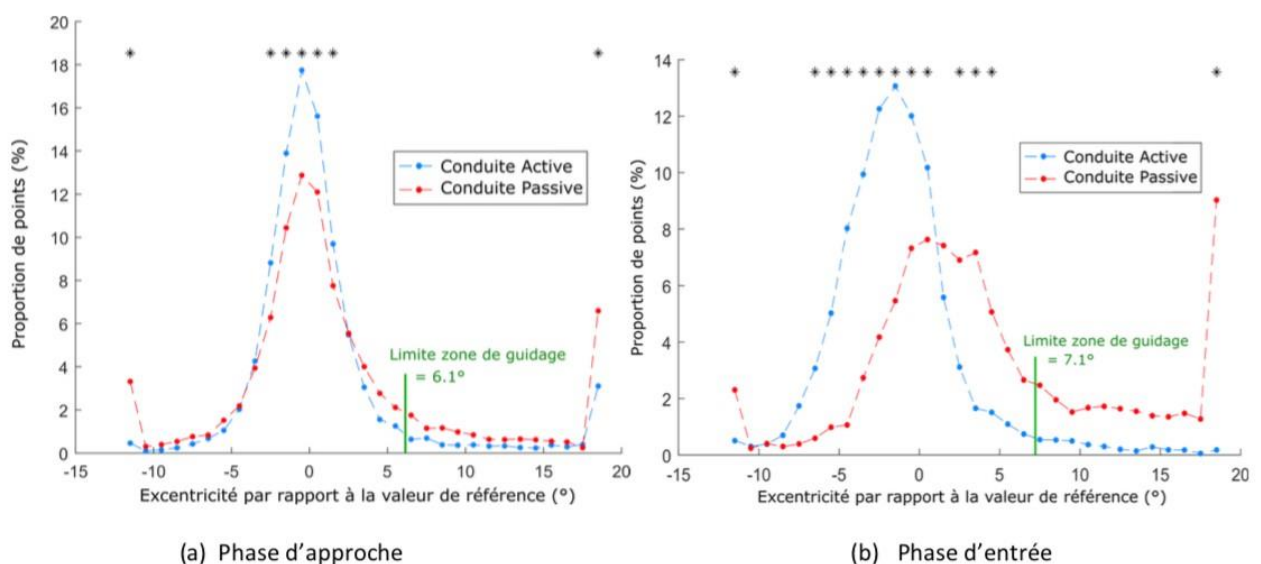 20
18
16
14
12
10
8
6
4
2
0
Proportion de points (%)
* * * * * * *
Conduite Active
Conduite Passive
Limite zone de guidage
= 6.1°
-15 -10 -5 0 5 10 15 20
Excentricité par rapport à la valeur de référence (°)
(a) Phase d'approche
14
12
10
8
6
4
2
0
Proportion de points (%)
* * * * * * * * * * * * * *
Conduite Active
Conduite Passive
Limite zone de guidage
= 7.1°
-15 -10 -5 0 5 10 15 20
Excentricité par rapport à la valeur de référence (°)
(b) Phase d'entrée